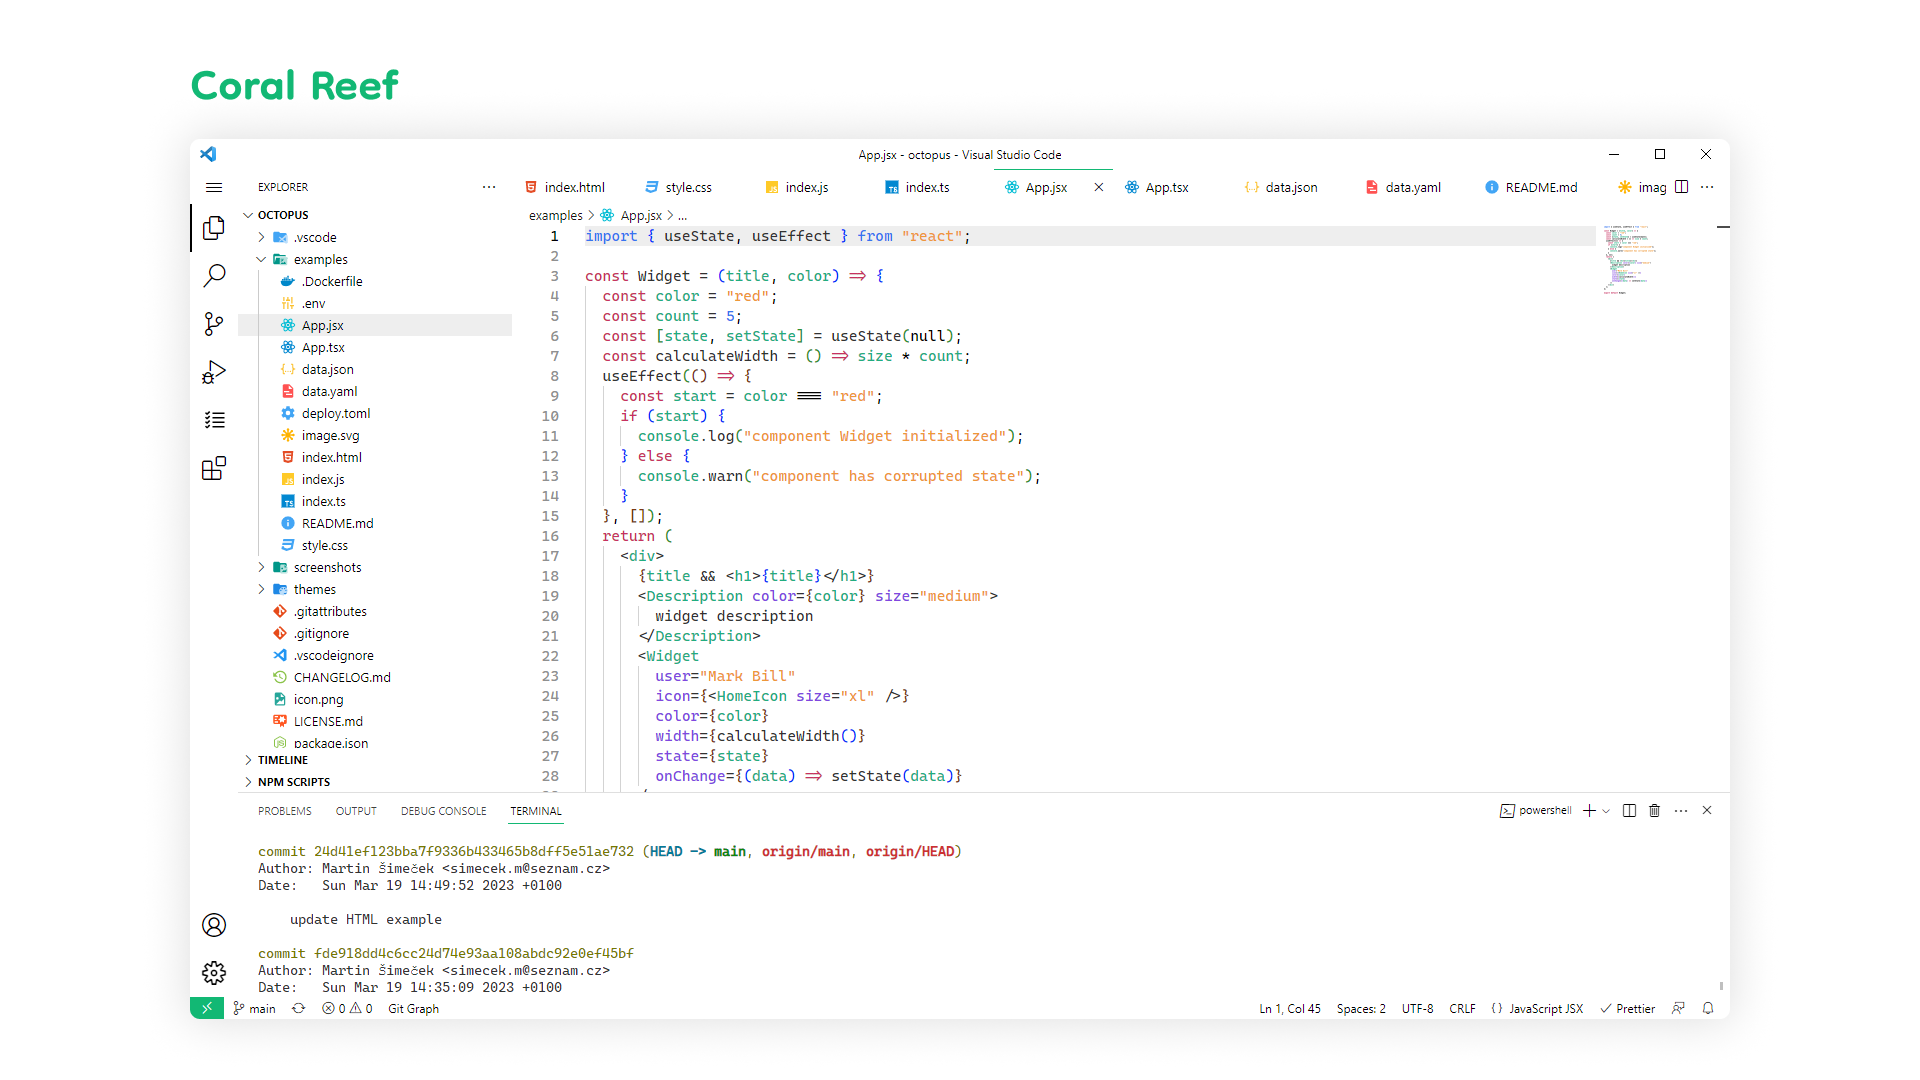 Coral Reef
App.jsx - octopus - Visual Studio Code
EXPLORER
index.html
style.css
index.js
index.ts
App.jsx
App.tsx
data.json
data.yaml
README.md
imag
OCTOPUS
.vscode
examples
.Dockerfile
.env
App.jsx
App.tsx
data.json
data.yaml
deploy.toml
image.svg
index.html
index.js
index.ts
README.md
style.css
screenshots
themes
.gitattributes
.gitignore
.vscodeignore
CHANGELOG.md
icon.png
LICENSE.md
package.json
TIMELINE
NPM SCRIPTS
examples > App.jsx > ...
1 import { useState, useEffect } from "react";
2
3 const Widget = (title, color) => {
4 const color = "red";
5 const count = 5;
6 const [state, setState] = useState(null);
7 const calculateWidth = () => size * count;
8 useEffect(() => {
9 const start = color === "red";
10 if (start) {
11 console.log("component Widget initialized");
12 } else {
13 console.warn("component has corrupted state");
14 }
15 }, []);
16 return (
17 <div>
18 {title && <h1>{title}</h1>}
19 <Description color={color} size="medium">
20 widget description
21 </Description>
22 <Widget
23 user="Mark Bill"
24 icon={<HomeIcon size="xl" />}
25 color={color}
26 width={calculateWidth()}
27 state={state}
28 onChange={(data) => setState(data)}
PROBLEMS OUTPUT DEBUG CONSOLE TERMINAL
powershell
commit 24d41ef123bba7f9336b433465b8dff5e51ae732 (HEAD -> main, origin/main, origin/HEAD)
Author: Martin Šimeček <simecek.m@seznam.cz>
Date: Sun Mar 19 14:49:52 2023 +0100
update HTML example
commit fde918dd4c6cc24d74e93aa108abdc92e0ef45bf
Author: Martin Šimeček <simecek.m@seznam.cz>
Date: Sun Mar 19 14:35:09 2023 +0100
main 0 0 Git Graph
Ln 1, Col 45 Spaces: 2 UTF-8 CRLF {} JavaScript JSX Prettier